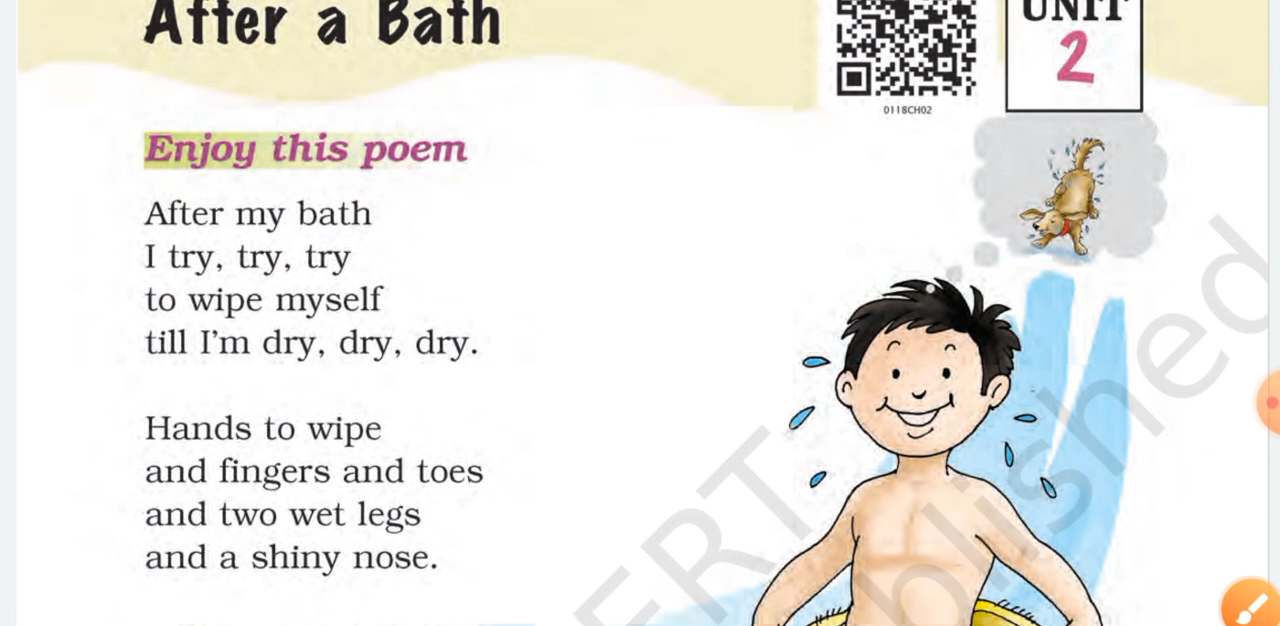 After a Bath
UNIT
2
0118CH02
Enjoy this poem
After my bath
I try, try, try
to wipe myself
till I'm dry, dry, dry.
Hands to wipe
and fingers and toes
and two wet legs
and a shiny nose.